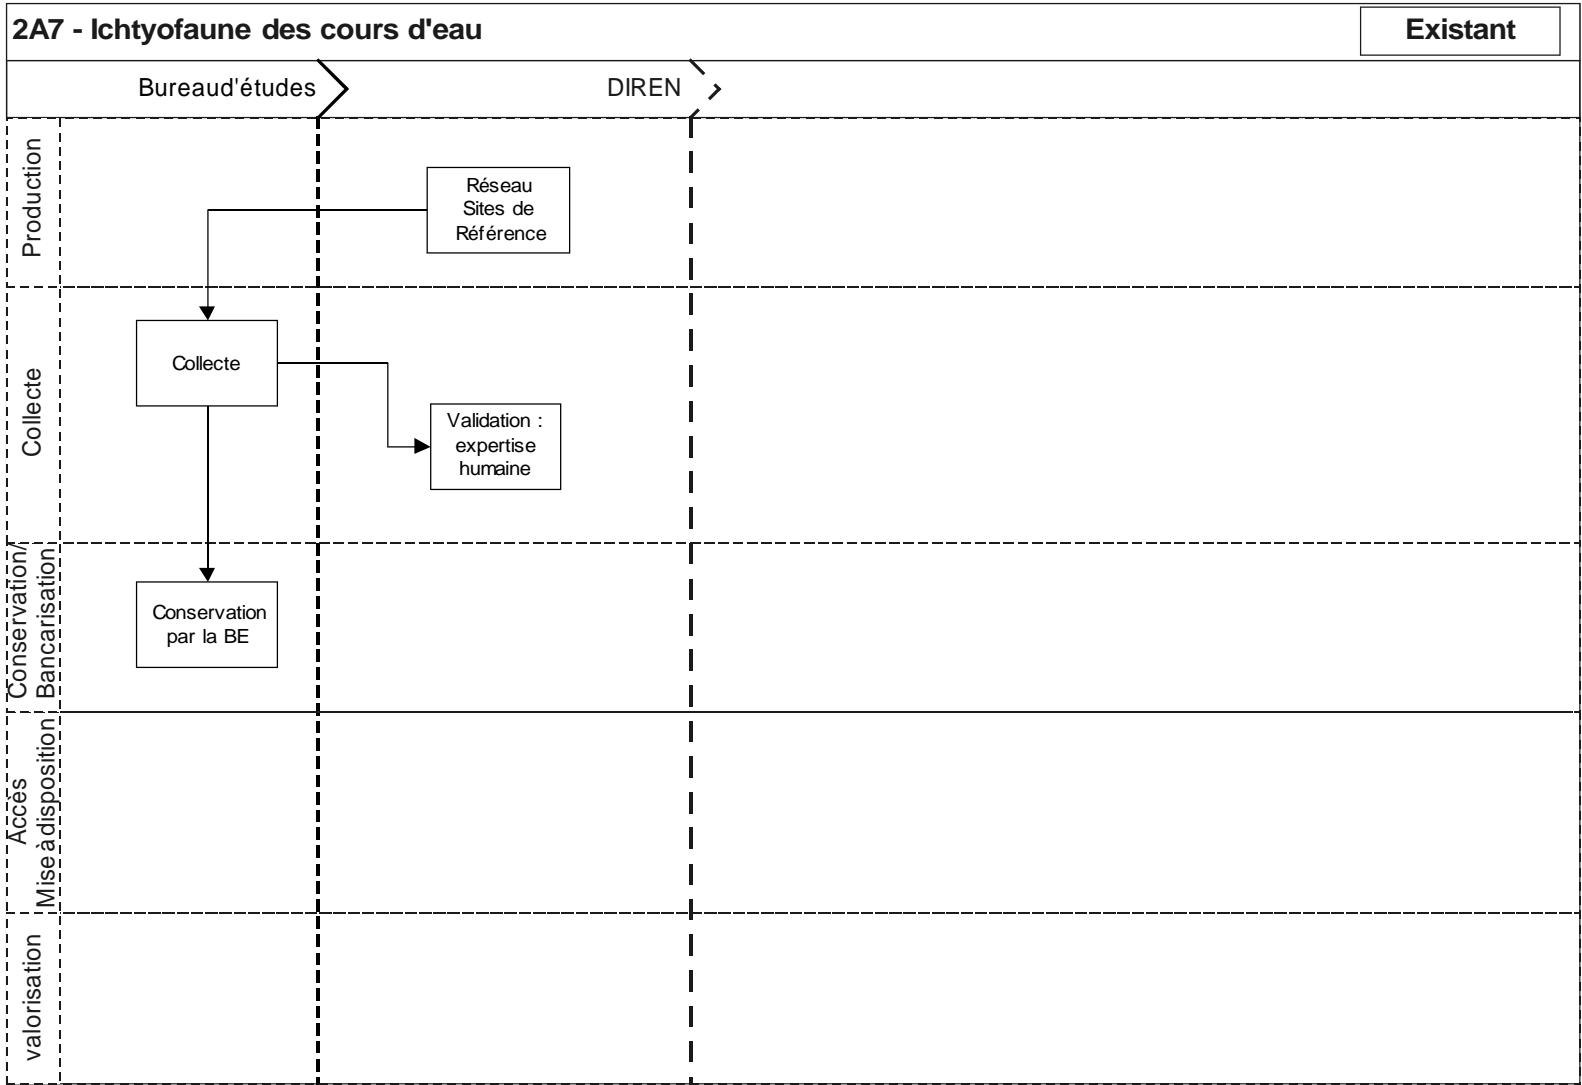 2A7 - Ichtyofaune des cours d'eau
Existant
Bureaud'études
DIREN
Production
Réseau
Sites de
Référence
Collecte
Collecte
Validation :
expertise
humaine
Conservation/
Bancarisation
Conservation
par la BE
Accès
Mise à disposition
valorisation